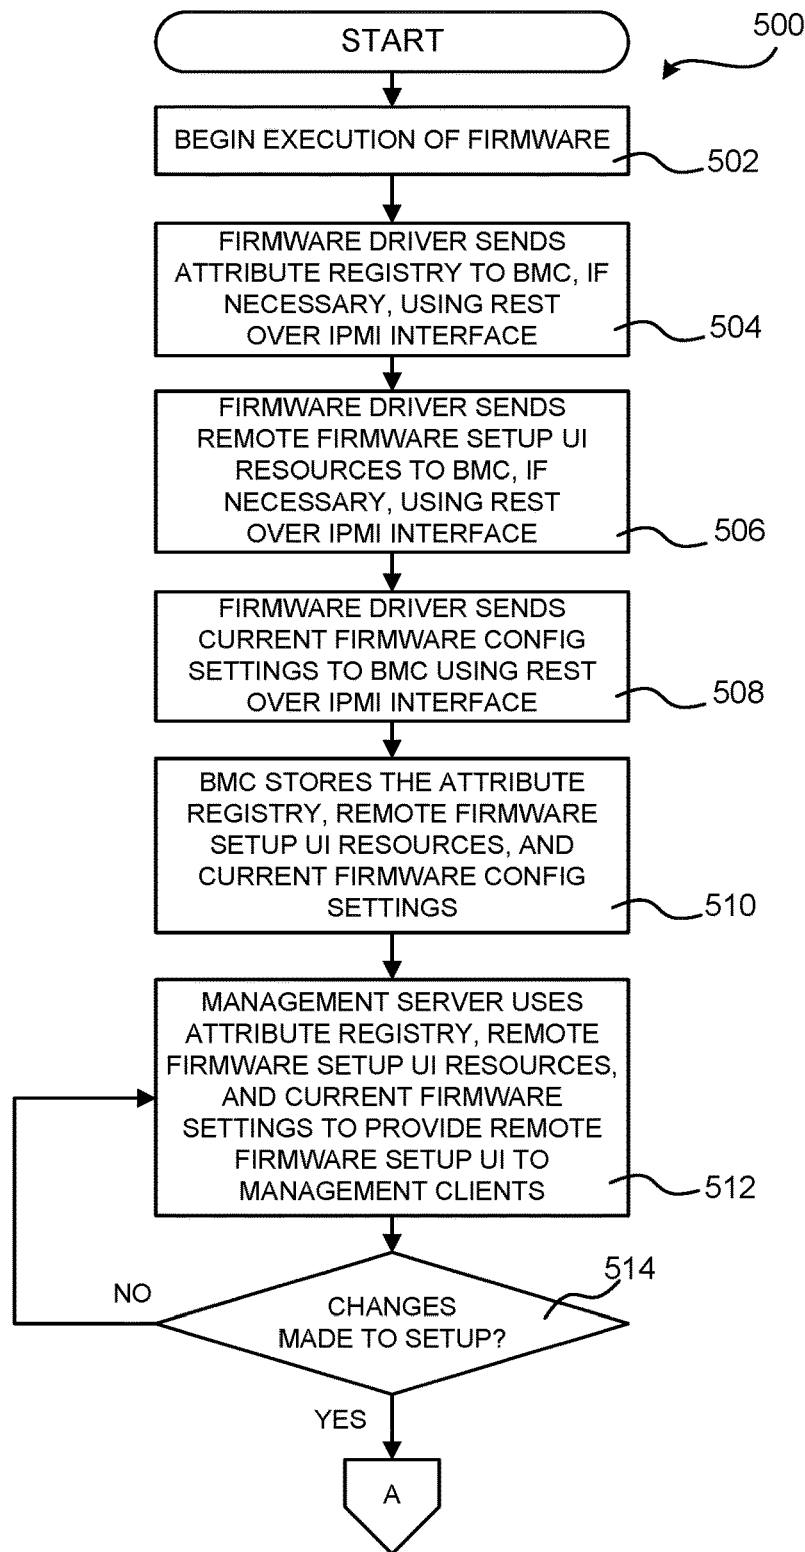 START
500
BEGIN EXECUTION OF FIRMWARE
502
FIRMWARE DRIVER SENDS
ATTRIBUTE REGISTRY TO BMC, IF
NECESSARY, USING REST
OVER IPMI INTERFACE
504
FIRMWARE DRIVER SENDS
REMOTE FIRMWARE SETUP UI
RESOURCES TO BMC, IF
NECESSARY, USING REST
OVER IPMI INTERFACE
506
FIRMWARE DRIVER SENDS
CURRENT FIRMWARE CONFIG
SETTINGS TO BMC USING REST
OVER IPMI INTERFACE
508
BMC STORES THE ATTRIBUTE
REGISTRY, REMOTE FIRMWARE
SETUP UI RESOURCES, AND
CURRENT FIRMWARE CONFIG
SETTINGS
510
MANAGEMENT SERVER USES
ATTRIBUTE REGISTRY, REMOTE
FIRMWARE SETUP UI RESOURCES,
AND CURRENT FIRMWARE
SETTINGS TO PROVIDE REMOTE
FIRMWARE SETUP UI TO
MANAGEMENT CLIENTS
512
514
NO
CHANGES
MADE TO SETUP?
YES
A